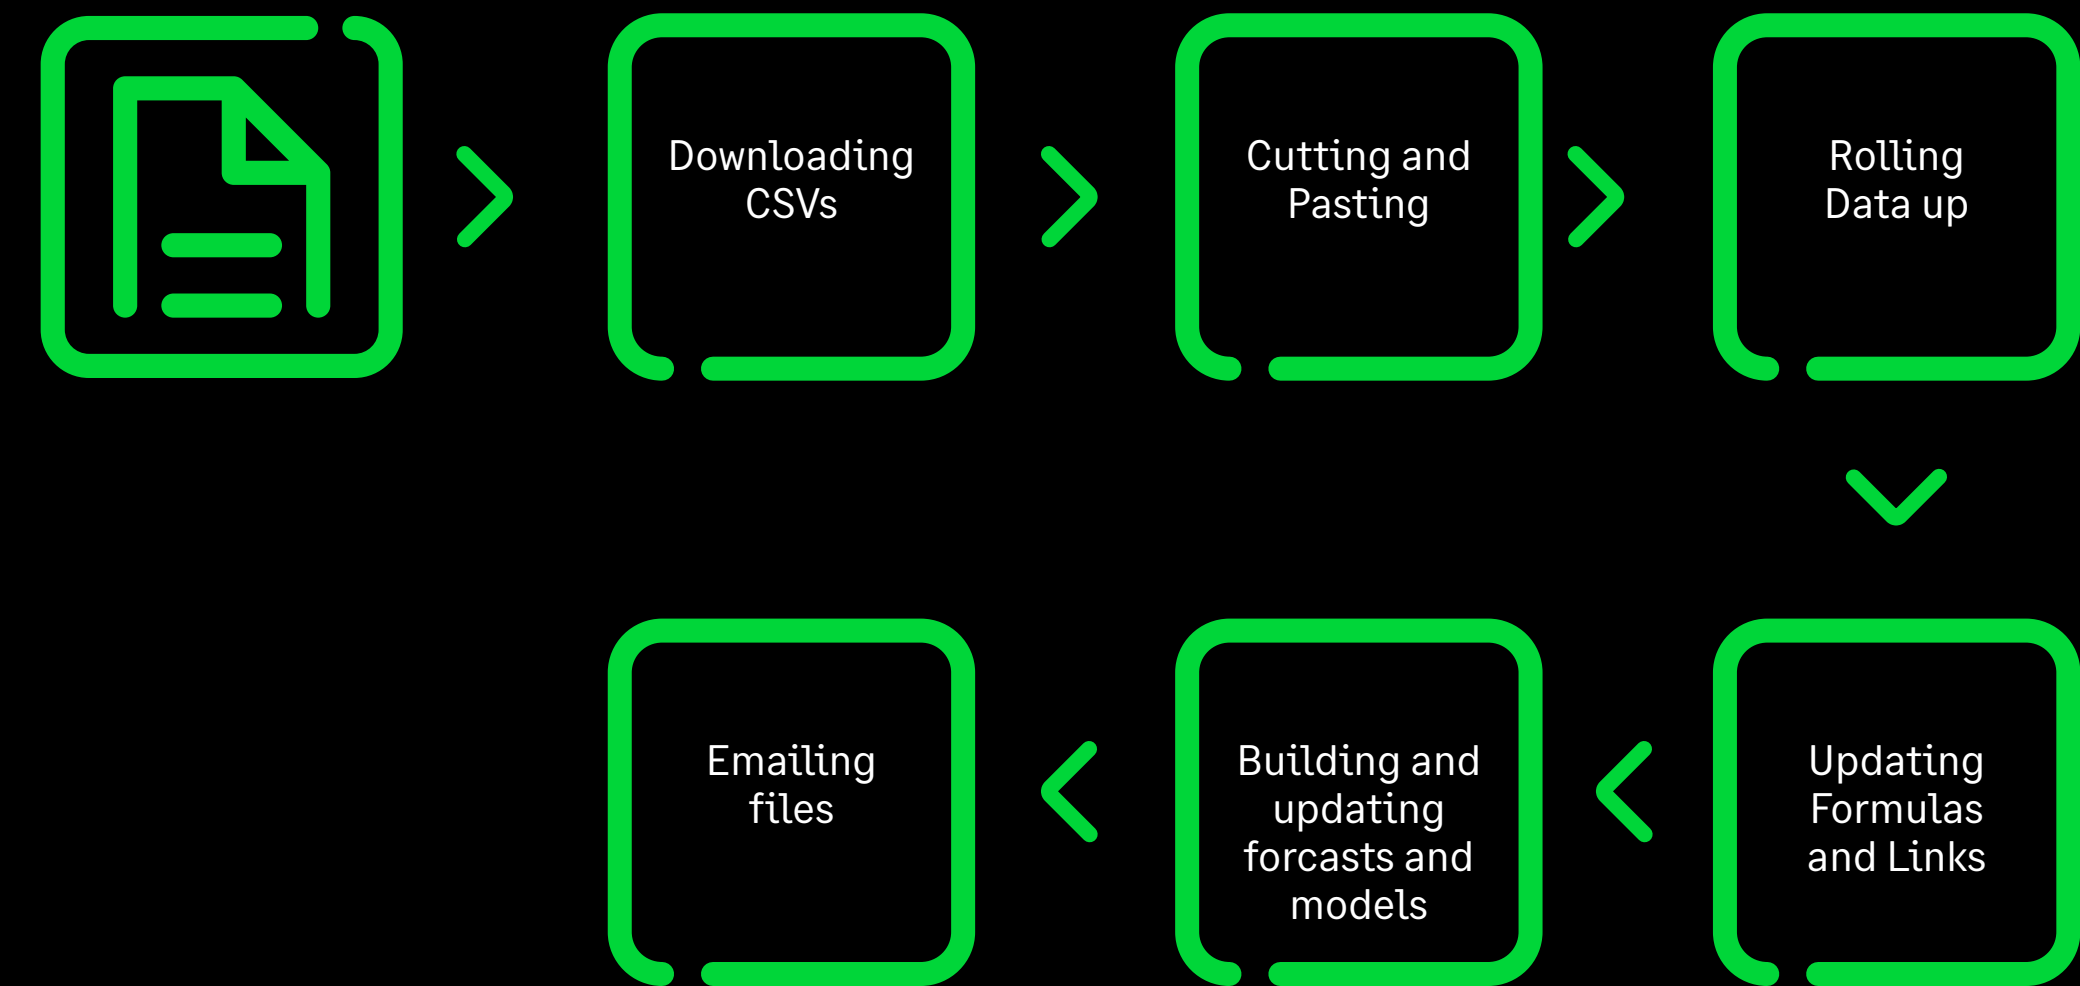 Downloading
CSVs
Cutting and
Pasting
Rolling
Data up
Updating
Formulas
and Links
Building and
updating
forcasts and
models
Emailing
files